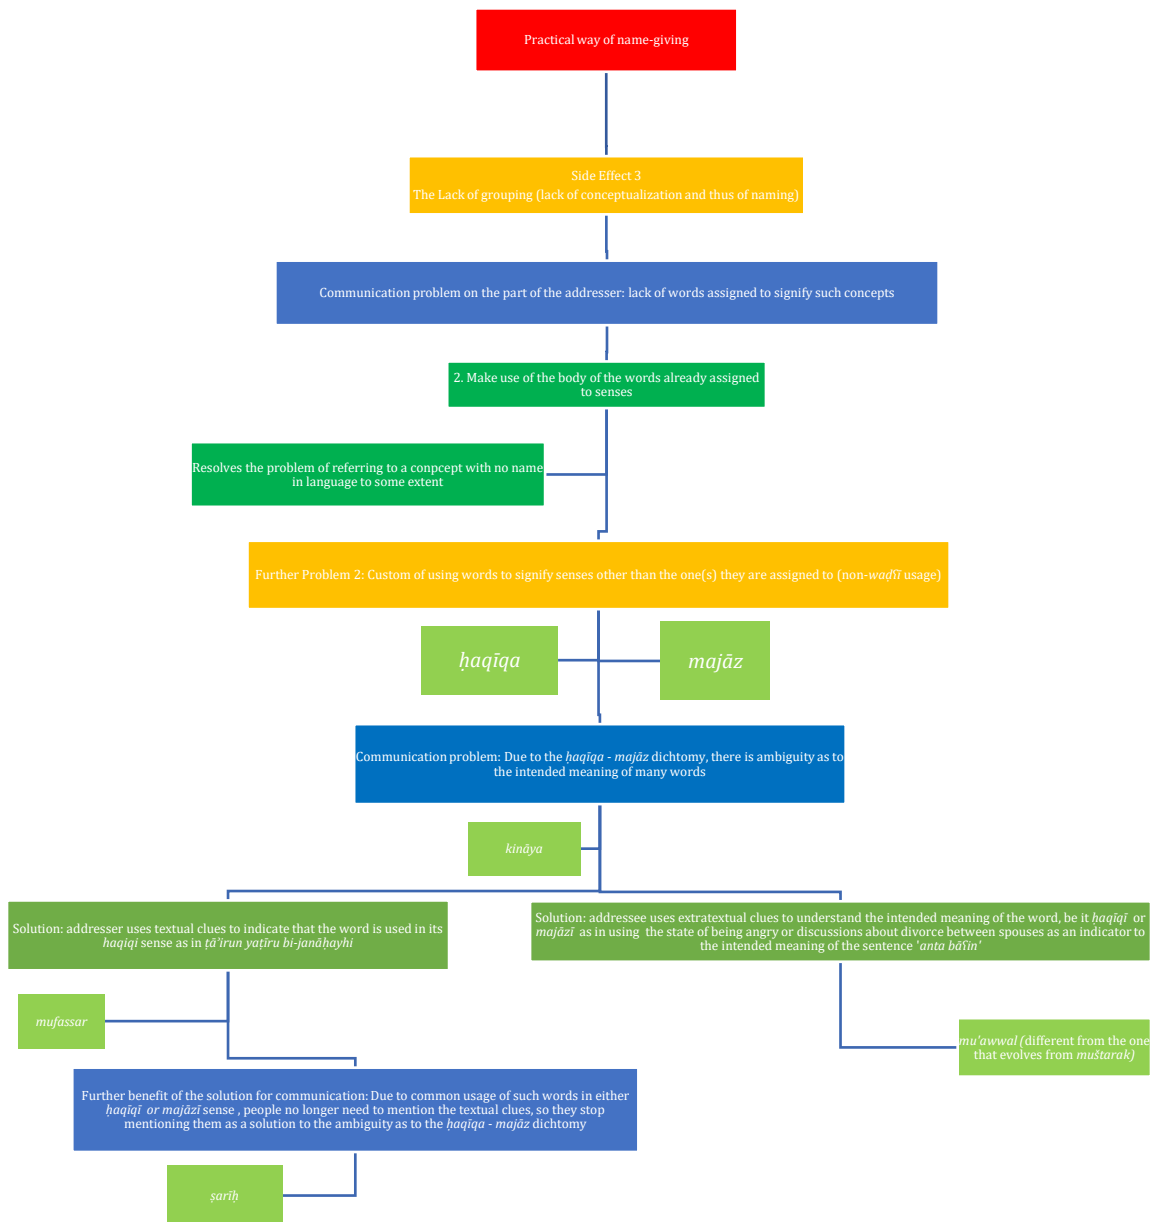 Practical way of name-giving
Side Effect 3
The Lack of grouping (lack of conceptualization and thus of naming)
Communication problem on the part of the addresser: lack of words assigned to signify such concepts
2. Make use of the body of the words already assigned
to senses
Resolves the problem of referring to a conpcept with no name
in language to some extent
Further Problem 2: Custom of using words to signify senses other than the one(s) they are assigned to (non-waḍʕī usage)
ḥaqīqa
majāz
Communication problem: Due to the ḥaqīqa - majāz dichtomy, there is ambiguity as to
the intended meaning of many words
kināya
Solution: addresser uses textual clues to indicate that the word is used in its
haqiqi sense as in ṭāʼirun yaṭīru bi-janāḥayhi
Solution: addressee uses extratextual clues to understand the intended meaning of the word, be it ḥaqīqī or
majāzī as in using the state of being angry or discussions about divorce between spouses as an indicator to
the intended meaning of the sentence 'anta bāʕin'
mufassar
mu'awwal (different from the one
that evolves from muštarak)
Further benefit of the solution for communication: Due to common usage of such words in either
ḥaqīqī or majāzī sense , people no longer need to mention the textual clues, so they stop
mentioning them as a solution to the ambiguity as to the ḥaqīqa - majāz dichtomy
ṣarīḥ